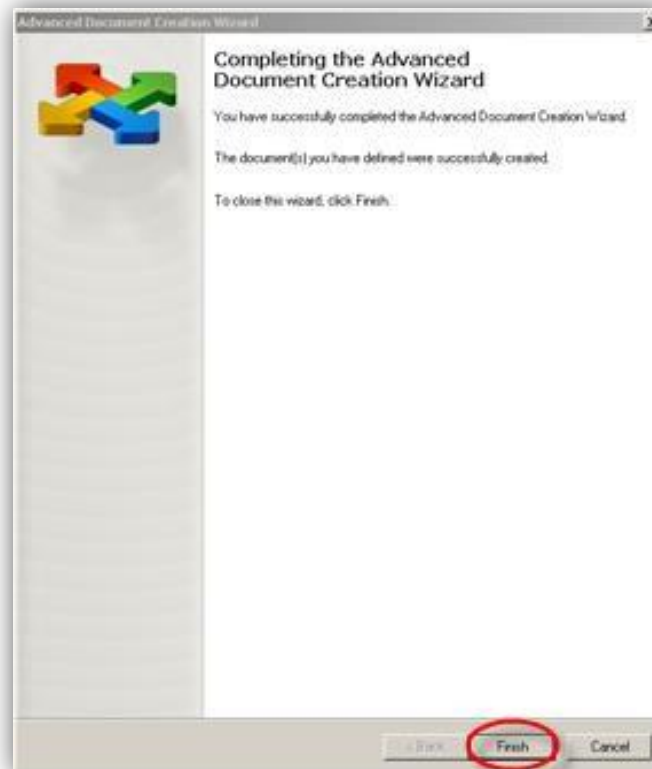 Advanced Document Creation Wizard
Completing the Advanced
Document Creation Wizard
You have successfully completed the Advanced Document Creation Wizard.
The document(s) you have defined were successfully created.
To close this wizard, click Finish.
< Back
Finish
Cancel